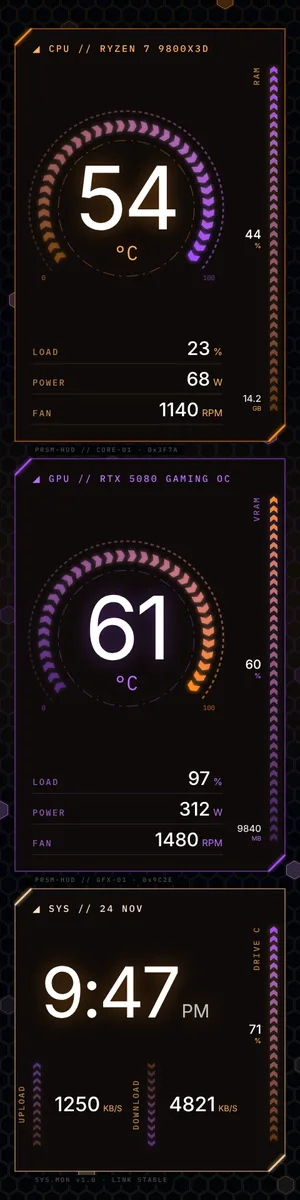 ◢ CPU // RYZEN 7 9800X3D
RAM
54
°C
0 100
44
%
LOAD 23 %
POWER 68 W
14.2
GB
FAN 1140 RPM
PRSM-HUD // CORE-01 · 0x3F7A
◢ GPU // RTX 5080 GAMING OC
VRAM
61
°C
0 100
60
%
LOAD 97 %
POWER 312 W
9840
MB
FAN 1480 RPM
PRSM-HUD // GFX-01 · 0x9C2E
◢ SYS // 24 NOV
DRIVE C
9:47 PM
71
%
UPLOAD 1250 KB/S
DOWNLOAD 4821 KB/S
SYS.MON v1.0 · LINK STABLE